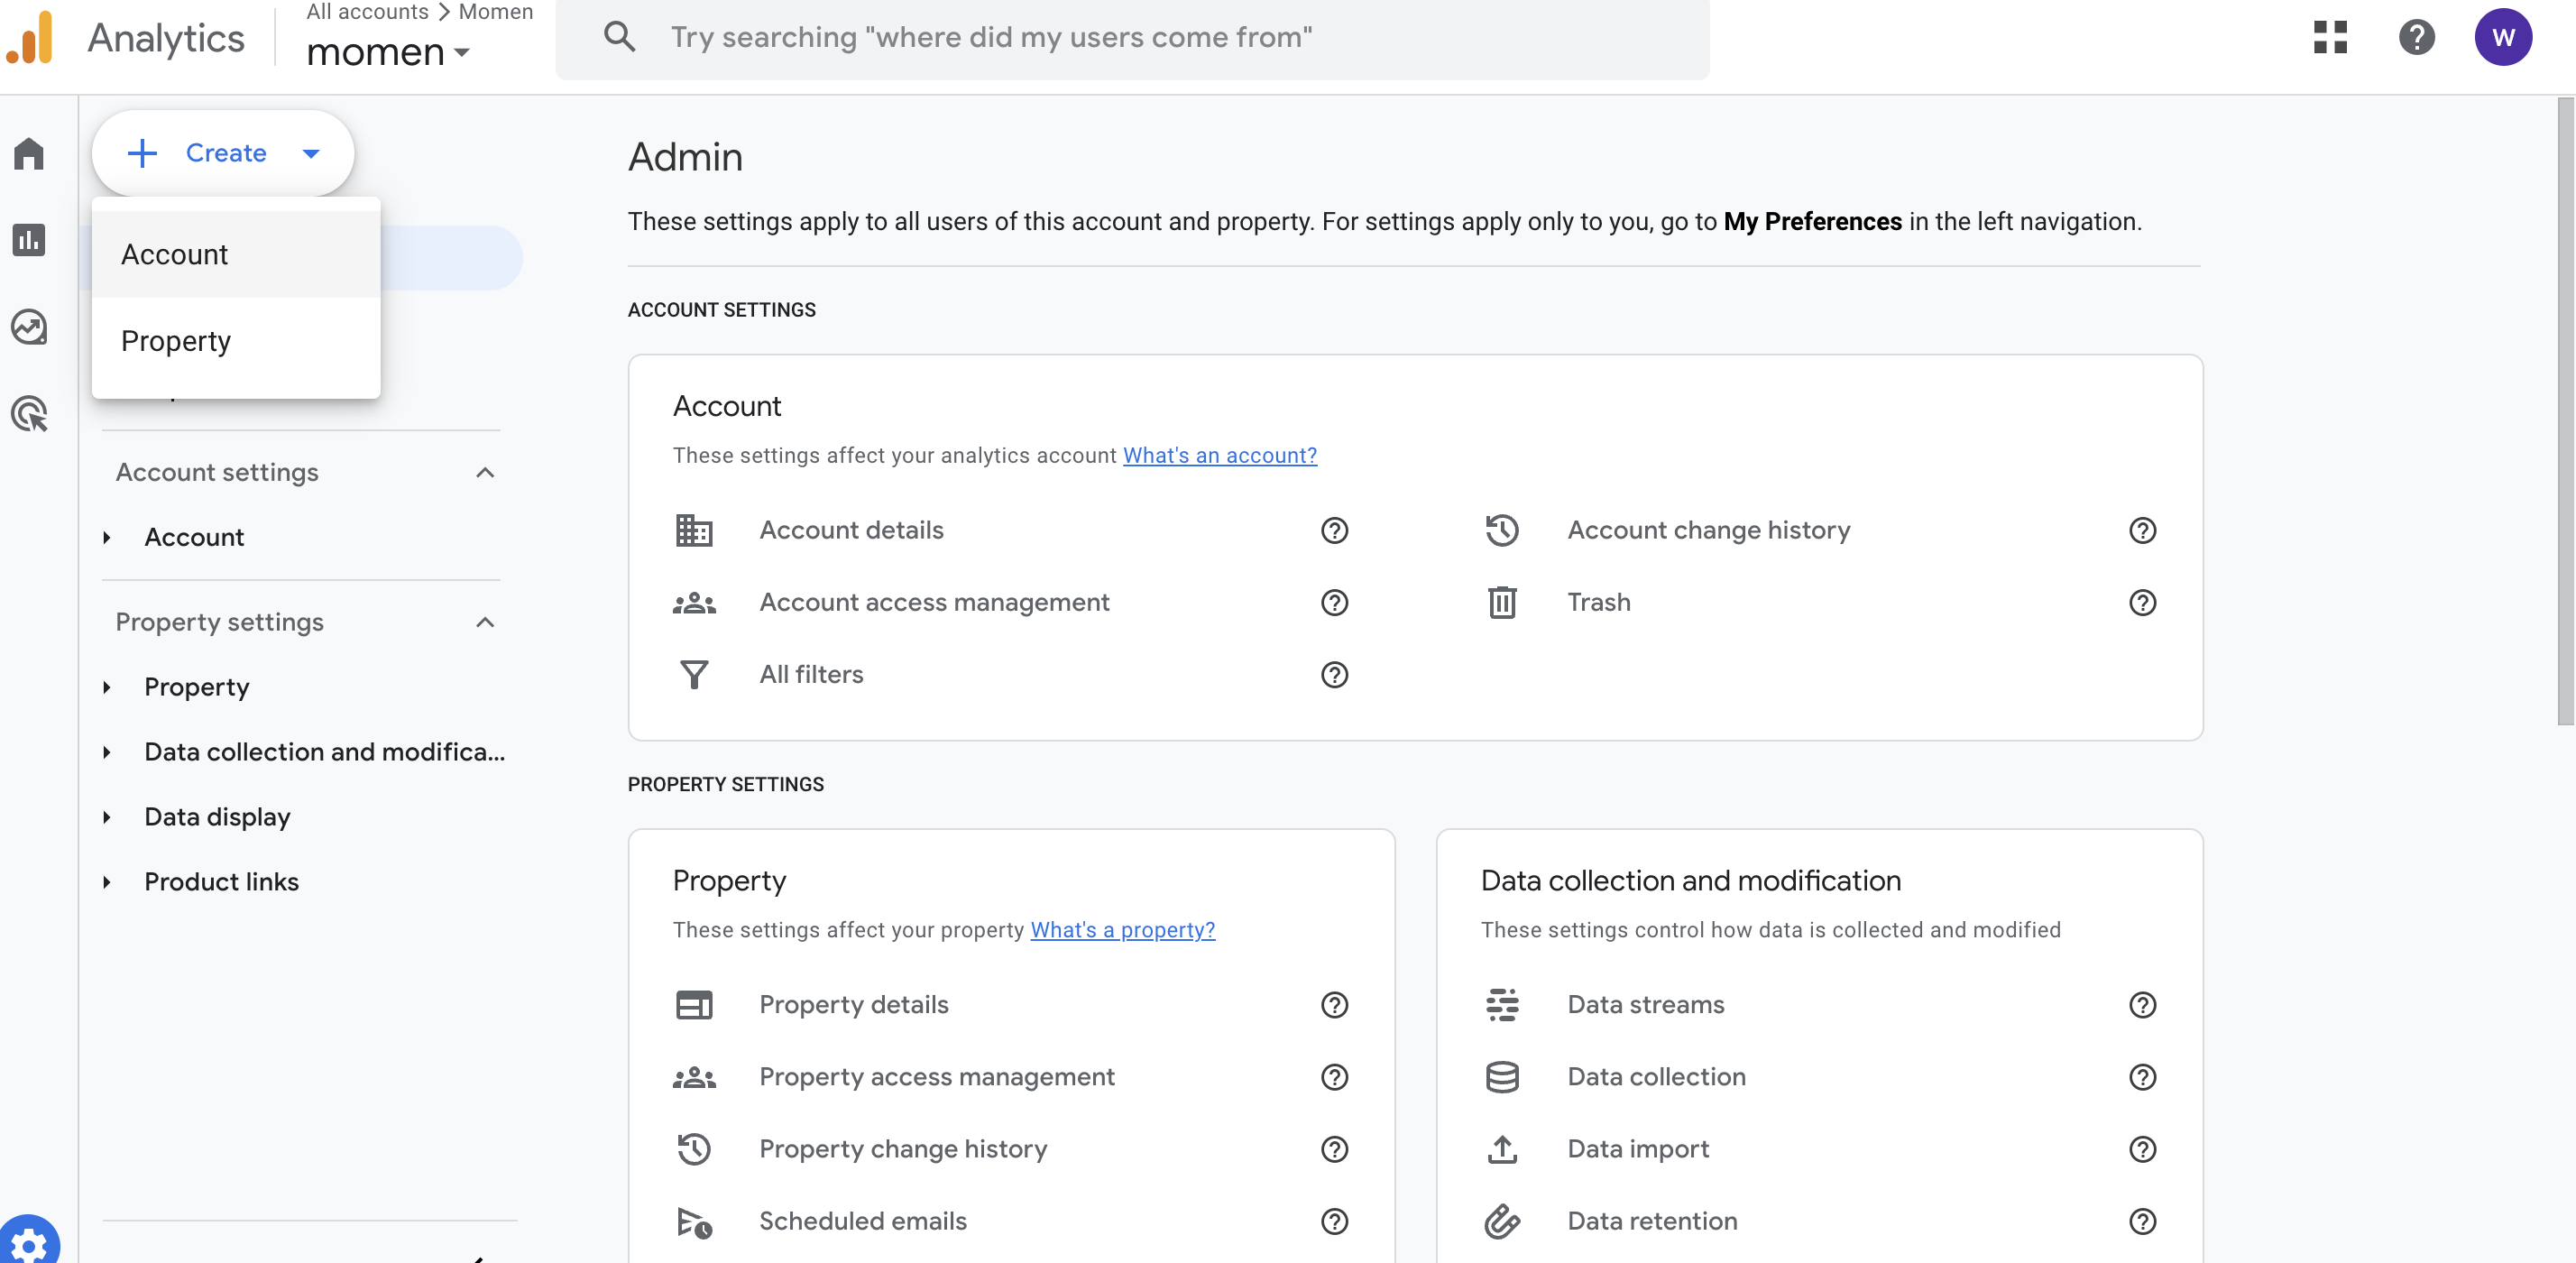 Analytics
All accounts > Momen
momen
Try searching "where did my users come from"
W
Create
Account
Property
Account settings
Account
Property settings
Property
Data collection and modifica...
Data display
Product links
Admin
These settings apply to all users of this account and property. For settings apply only to you, go to My Preferences in the left navigation.
ACCOUNT SETTINGS
Account
These settings affect your analytics account What's an account?
Account details
Account change history
Account access management
Trash
All filters
PROPERTY SETTINGS
Property
These settings affect your property What's a property?
Property details
Property access management
Property change history
Scheduled emails
Data collection and modification
These settings control how data is collected and modified
Data streams
Data collection
Data import
Data retention